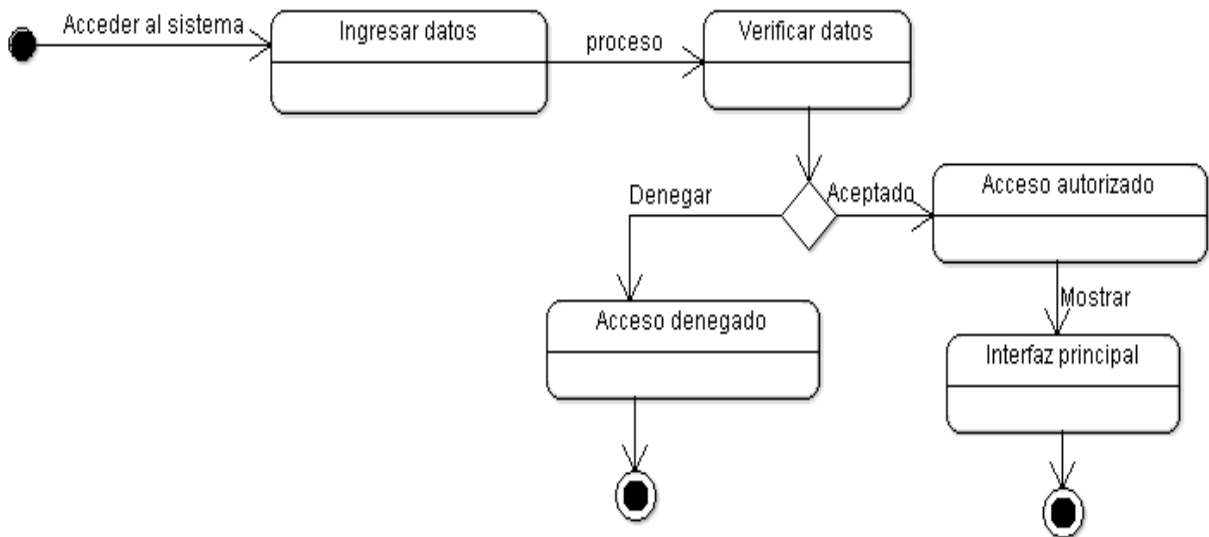 Acceder al sistema
Ingresar datos
proceso
Verificar datos
Denegar
Aceptado
Acceso autorizado
Mostrar
Acceso denegado
Interfaz principal